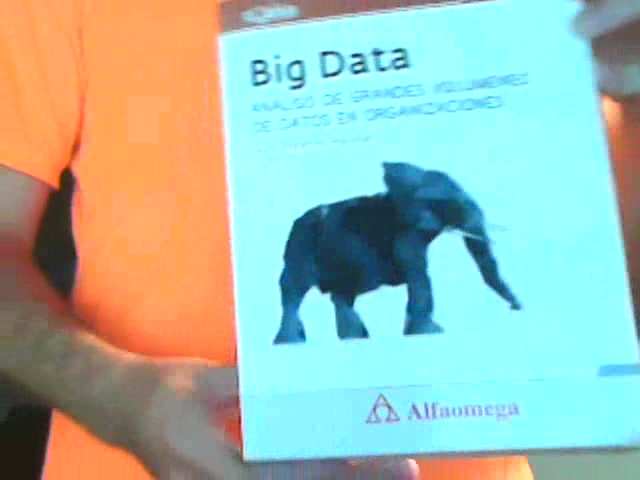 Big Data
ANÁLISIS DE GRANDES VOLÚMENES
DE DATOS EN ORGANIZACIONES
Alfaomega